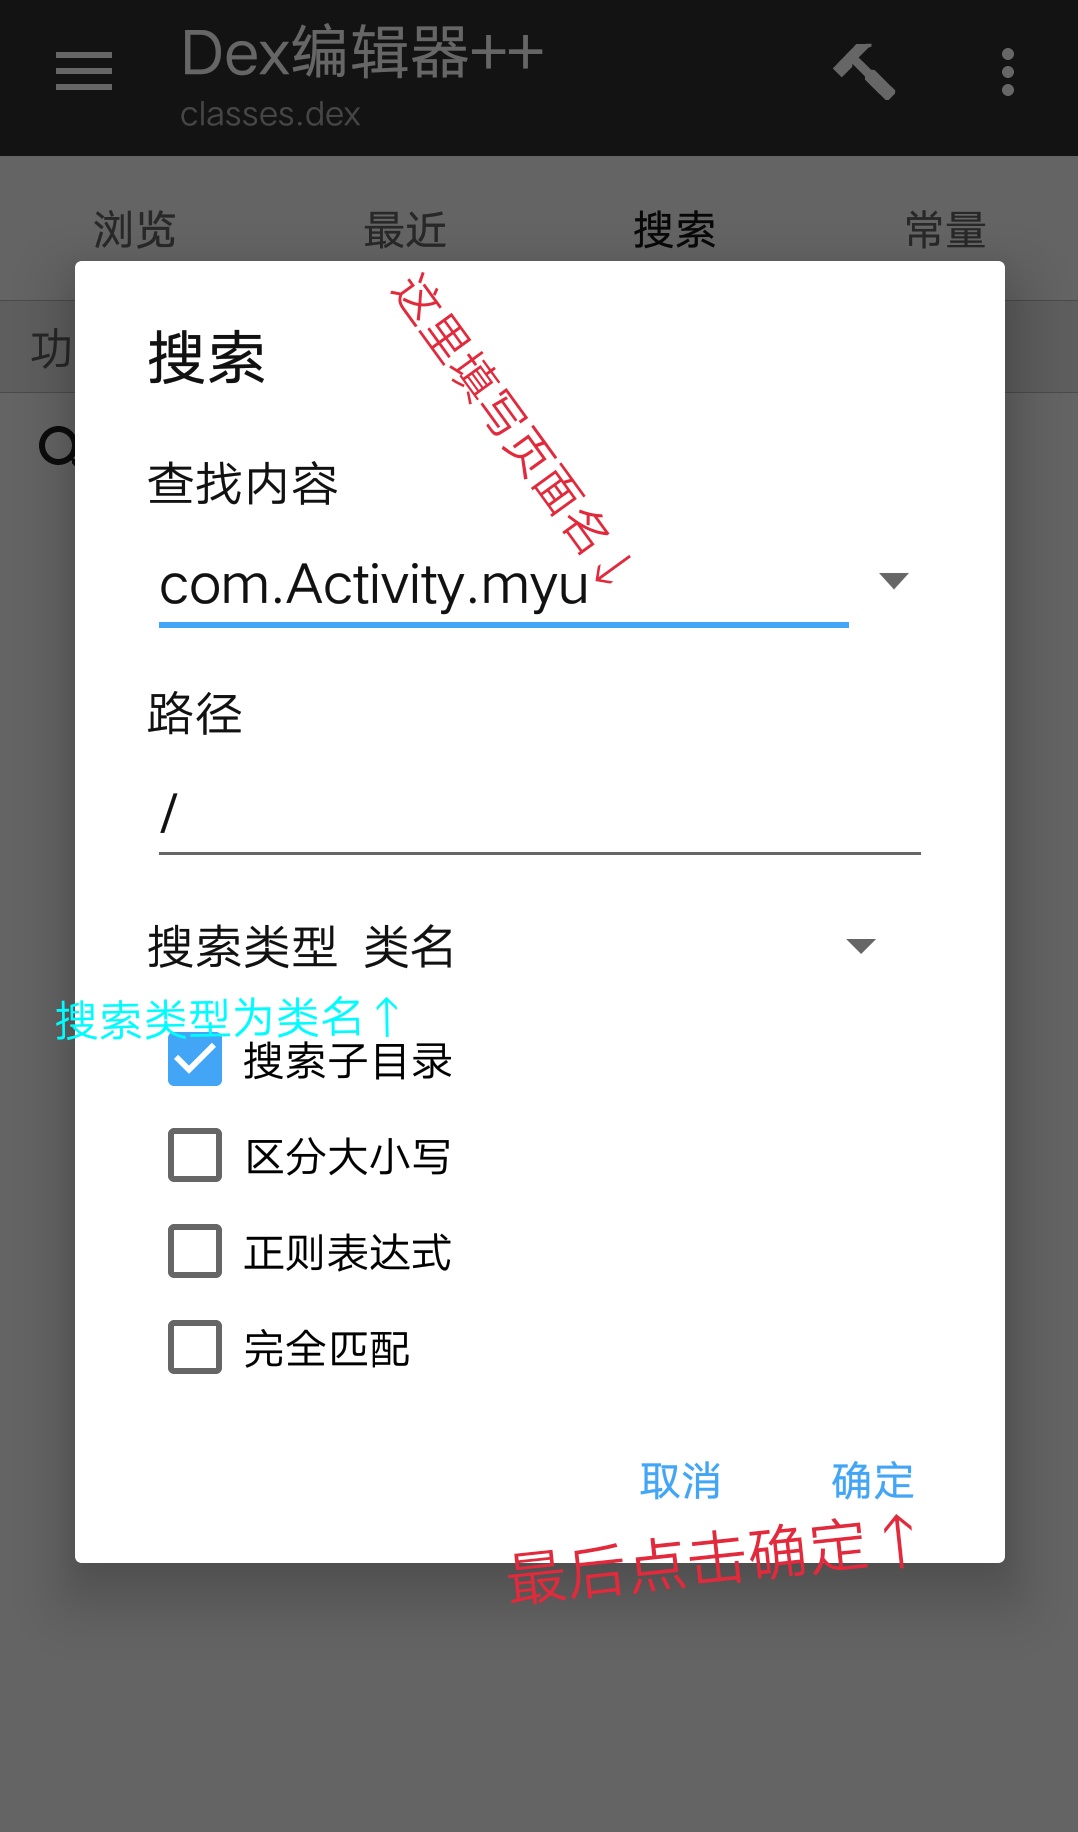 Dex编辑器++
classes.dex
浏览 最近 搜索 常量
功
搜索
这里填写页面名↓
查找内容
com.Activity.myu
路径
/
搜索类型 类名
搜索类型为类名↑
搜索子目录
区分大小写
正则表达式
完全匹配
取消 确定
最后点击确定↑